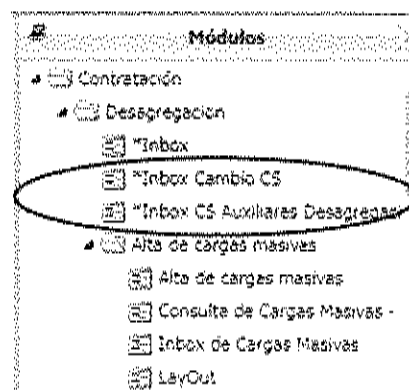 Módulos
Contratación
Desagregacion
*Inbox
*Inbox Cambio CS
*Inbox CS Auxiliares Desagregac
Alta de cargas masivas
Alta de cargas masivas
Consulta de Cargas Masivas -
Inbox de Cargas Masivas
LayOut